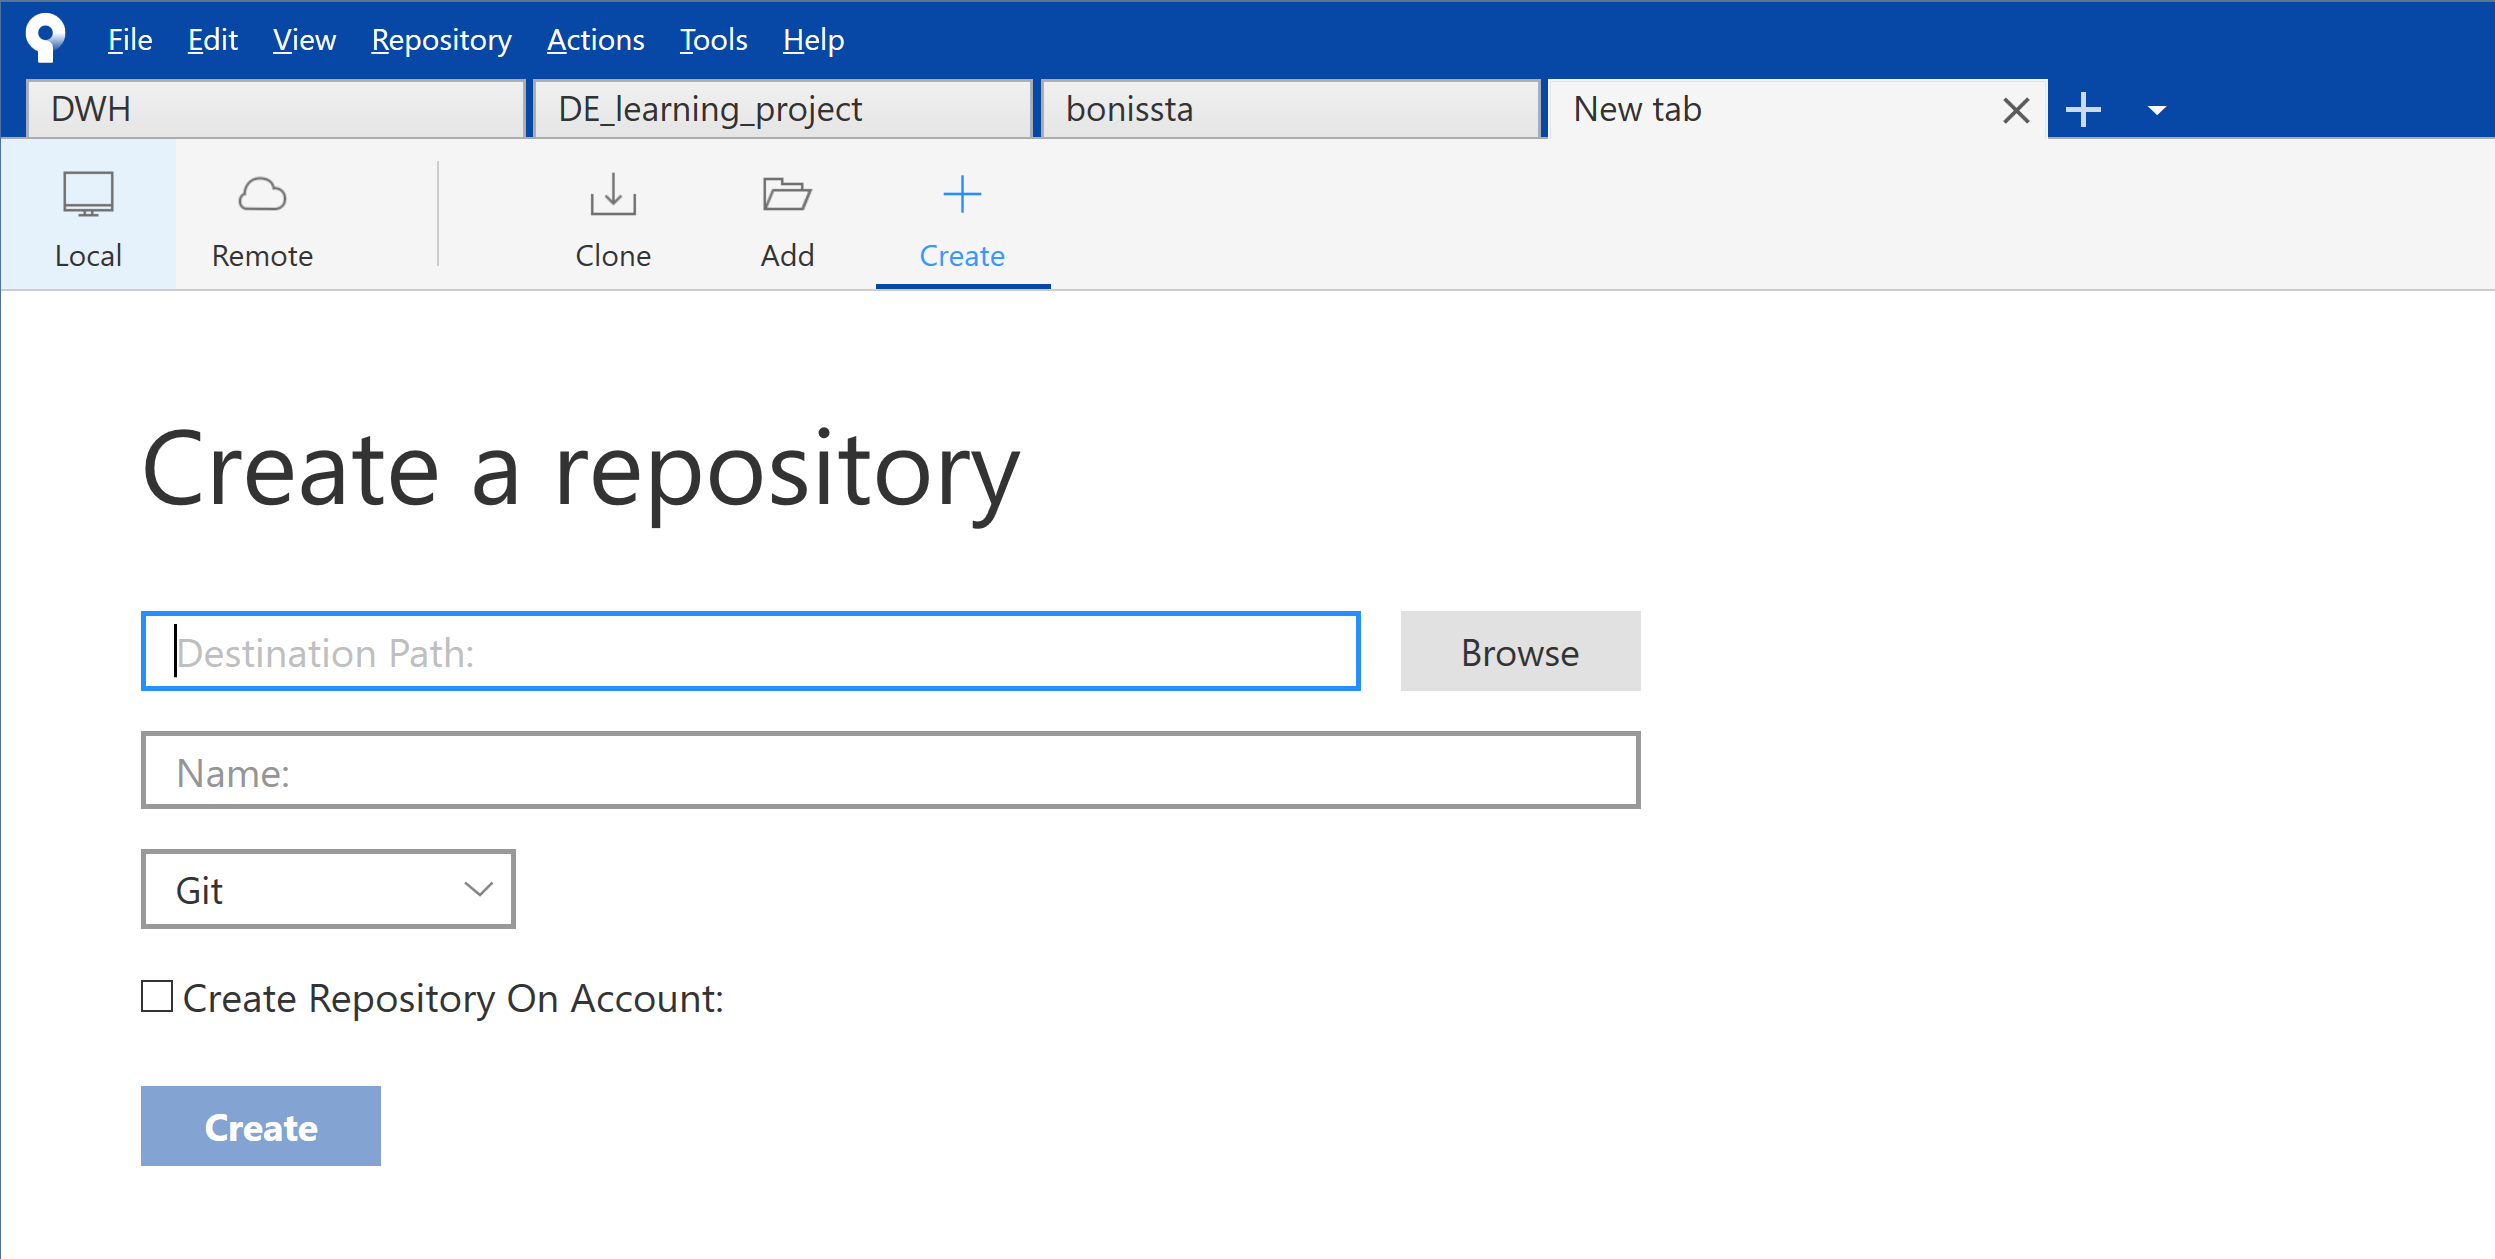 File Edit View Repository Actions Tools Help
DWH DE_learning_project bonissta New tab
Local Remote Clone Add Create
Create a repository
Destination Path: Browse
Name:
Git
Create Repository On Account:
Create